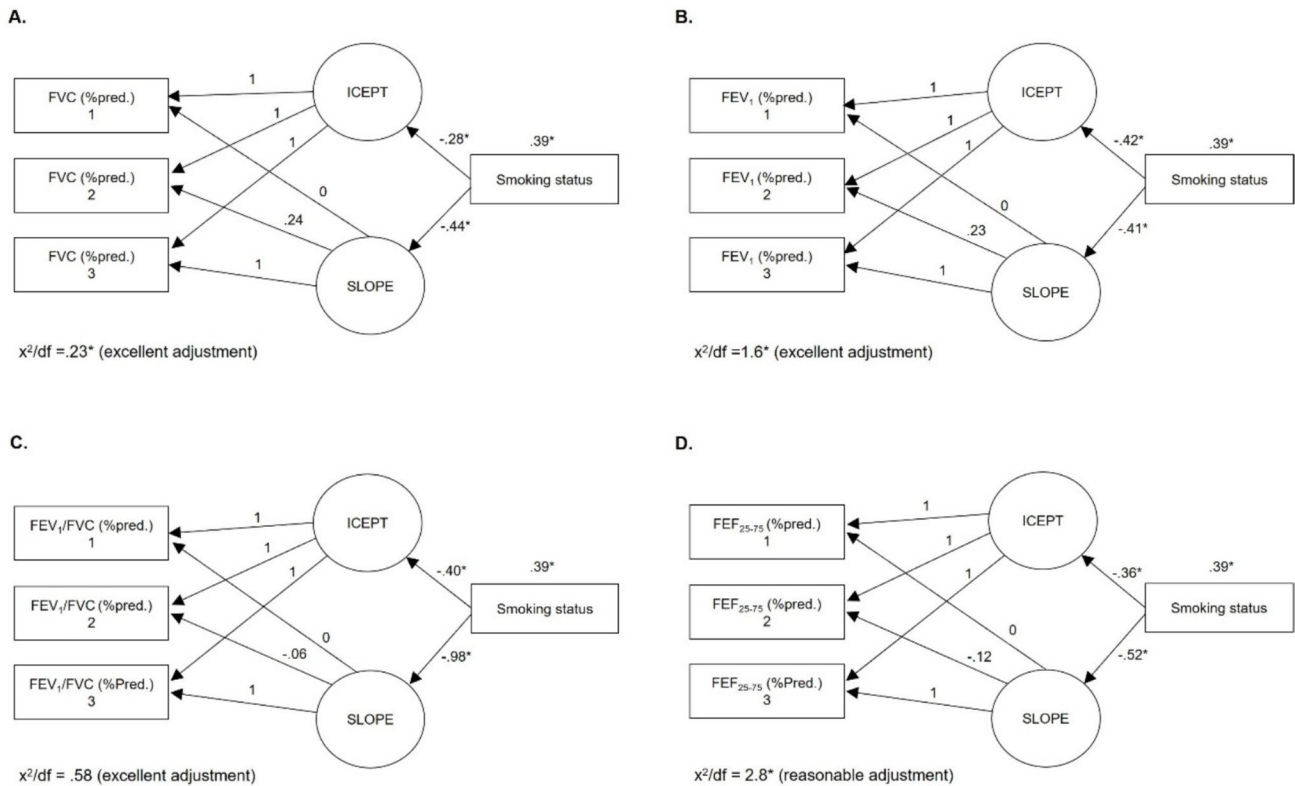 A.
FVC (%pred.)
1
FVC (%pred.)
2
FVC (%pred.)
3
ICEPT
SLOPE
Smoking status
1
1
1
0
.24
1
-.28*
.39*
-.44*
x²/df =.23* (excellent adjustment)
B.
FEV₁ (%pred.)
1
FEV₁ (%pred.)
2
FEV₁ (%pred.)
3
ICEPT
SLOPE
Smoking status
1
1
1
0
.23
1
-.42*
.39*
-.41*
x²/df =1.6* (excellent adjustment)
C.
FEV₁/FVC (%pred.)
1
FEV₁/FVC (%pred.)
2
FEV₁/FVC (%Pred.)
3
ICEPT
SLOPE
Smoking status
1
1
1
0
-.06
1
-.40*
.39*
-.98*
x²/df = .58 (excellent adjustment)
D.
FEF₂₅₋₇₅ (%pred.)
1
FEF₂₅₋₇₅ (%pred.)
2
FEF₂₅₋₇₅ (%Pred.)
3
ICEPT
SLOPE
Smoking status
1
1
1
0
-.12
1
-.36*
.39*
-.52*
x²/df = 2.8* (reasonable adjustment)